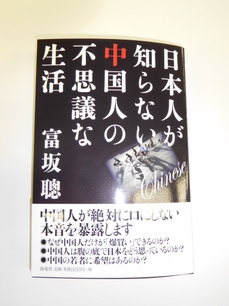 日本人が
知らない
中国人の
不思議な
生活
富坂聰
Chinese
中国人が絶対に口にしない
本音を暴露します
●なぜ中国人だけが「爆買い」できるのか?
●中国人は腹の底で日本をどう思っているのか?
●中国の若者に希望はあるのか?